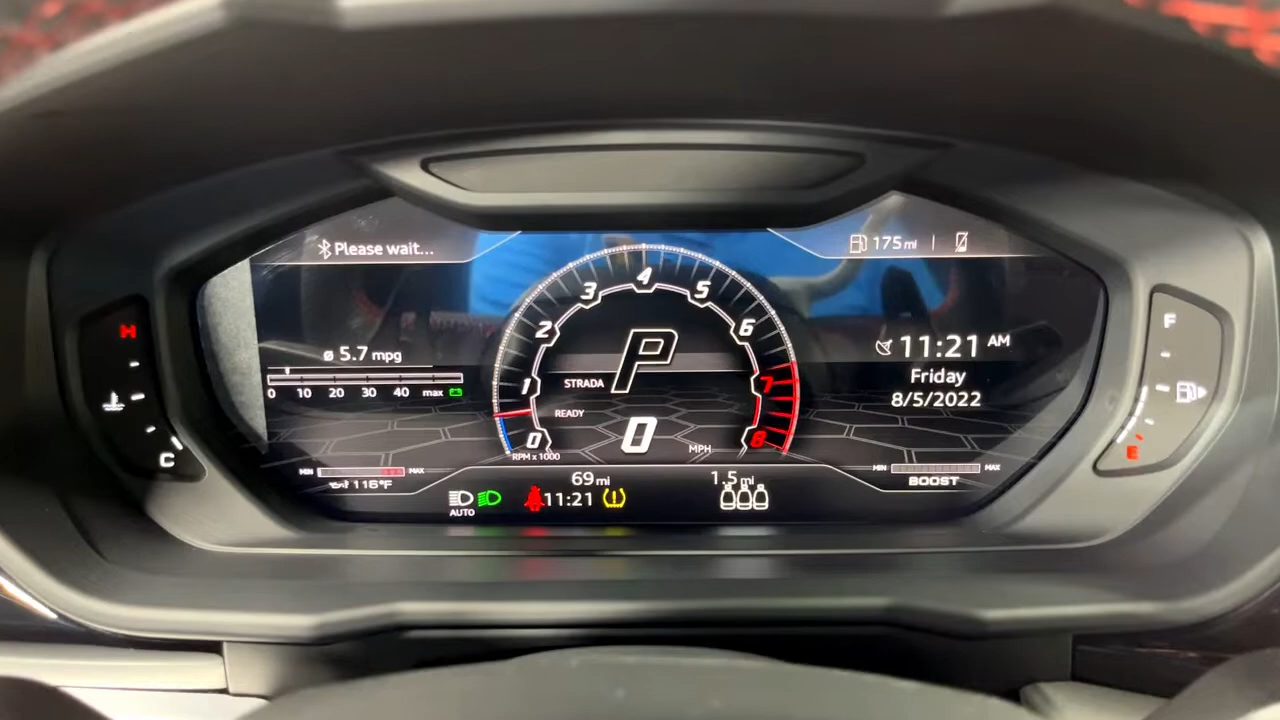 Please wait...
175 mi
ø 5.7 mpg
0 10 20 30 40 max
MIN MAX
116°F
H
C
0 1 2 3 4 5 6 7 8
P
STRADA
READY
0 MPH
RPM x 1000
11:21 AM
Friday
8/5/2022
MIN MAX
BOOST
69 mi
1.5 mi
AUTO
11:21
F
E